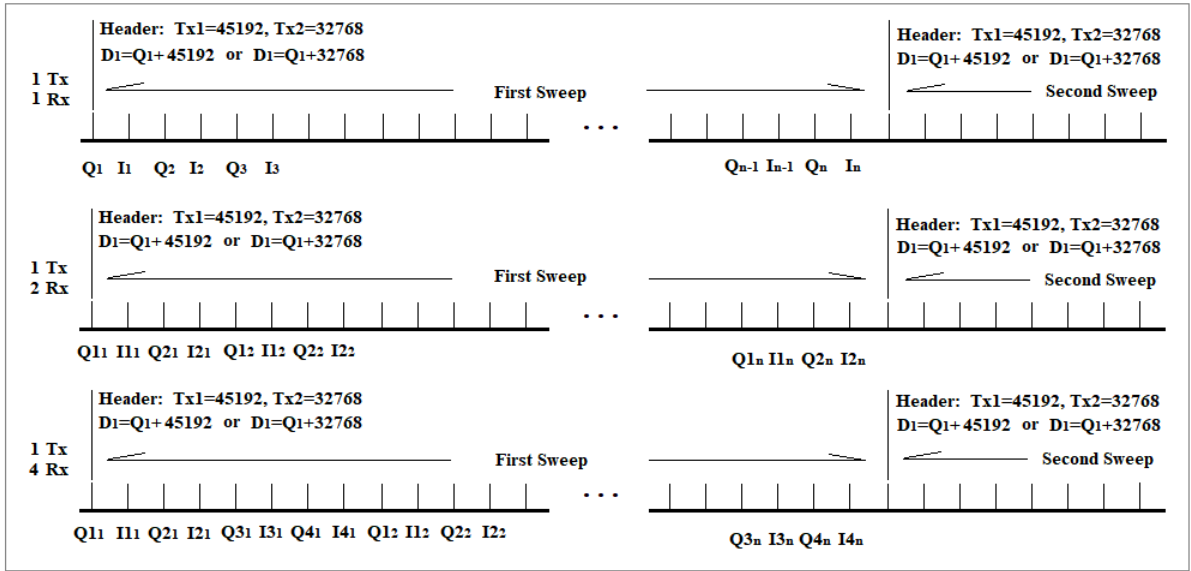 Header: Tx1=45192, Tx2=32768
D1=Q1+45192 or D1=Q1+32768
Header: Tx1=45192, Tx2=32768
D1=Q1+45192 or D1=Q1+32768
1 Tx
1 Rx
First Sweep
Second Sweep
. . .
Q1 I1 Q2 I2 Q3 I3
Qn-1 In-1 Qn In
Header: Tx1=45192, Tx2=32768
D1=Q1+45192 or D1=Q1+32768
Header: Tx1=45192, Tx2=32768
D1=Q1+45192 or D1=Q1+32768
1 Tx
2 Rx
First Sweep
Second Sweep
. . .
Q11 I11 Q21 I21 Q12 I12 Q22 I22
Q1n I1n Q2n I2n
Header: Tx1=45192, Tx2=32768
D1=Q1+45192 or D1=Q1+32768
Header: Tx1=45192, Tx2=32768
D1=Q1+45192 or D1=Q1+32768
1 Tx
4 Rx
First Sweep
Second Sweep
. . .
Q11 I11 Q21 I21 Q31 I31 Q41 I41 Q12 I12 Q22 I22
Q3n I3n Q4n I4n